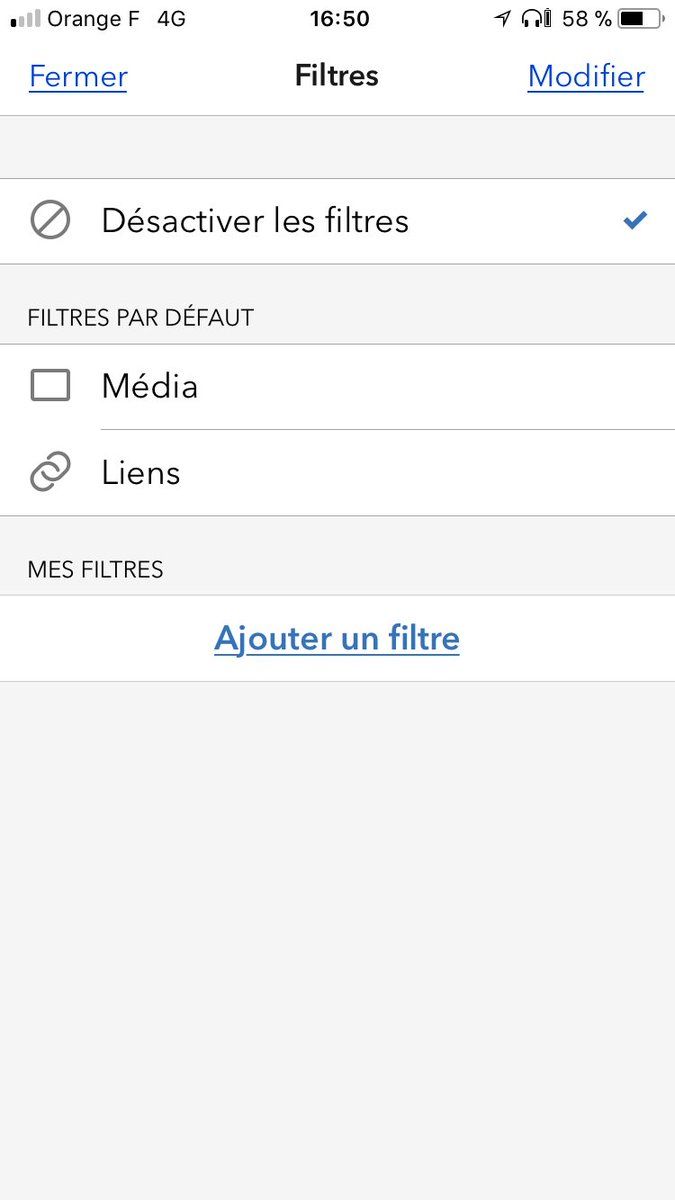 Orange F 4G 16:50 58 %
Fermer Filtres Modifier
Désactiver les filtres
FILTRES PAR DÉFAUT
Média
Liens
MES FILTRES
Ajouter un filtre